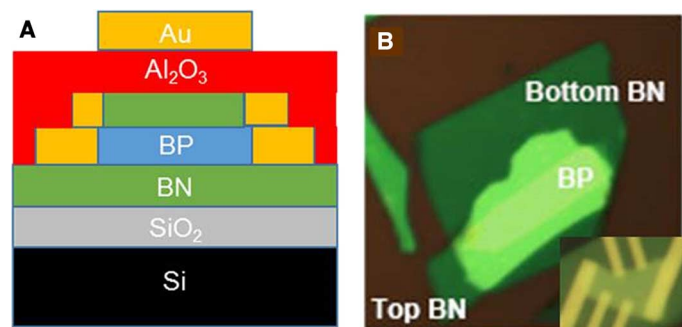 A
Au
Al₂O₃
BP
BN
SiO₂
Si
B
Bottom BN
BP
Top BN